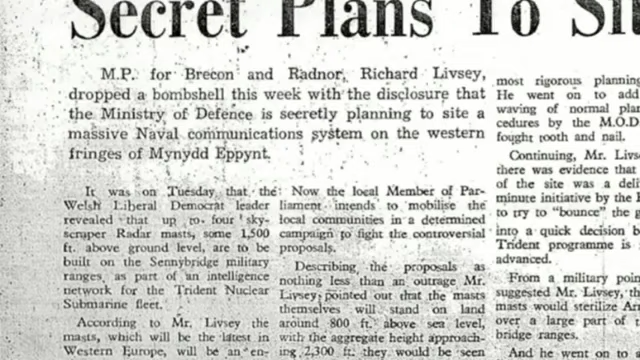 Secret Plans To Si
M.P. for Brecon and Radnor, Richard Livsey,
dropped a bombshell this week with the disclosure that
the Ministry of Defence is secretly planning to site a
massive Naval communications system on the western
fringes of Mynydd Eppynt.
It was on Tuesday that the
Welsh Liberal Democrat leader
revealed that up to four sky-
scraper Radar masts, some 1,500
ft. above ground level, are to be
built on the Sennybridge military
ranges, as part of an intelligence
network for the Trident Nuclear
Submarine fleet.
According to Mr. Livsey the
masts, which will be the latest in
Western Europe, will be an en-
Now the local Member of Par-
liament intends to mobilise the
local communities in a determined
campaign to fight the controversial
proposals.
Describing the proposals as
nothing less than an outrage Mr.
Livsey pointed out that the masts
themselves will stand on land
around 800 ft. above sea level,
with the aggregate height approach-
ing 2,300 ft. they would be seen
most rigorous planning
He went on to add
waving of normal plan
cedures by the M.O.D
fought tooth and nail.
Continuing, Mr. Livs
there was evidence that
of the site was a deli
minute initiative by the
to try to "bounce" the g
into a quick decision b
Trident programme is
advanced.
From a military poin
suggested Mr. Livsey, th
masts would sterilize Ar
over a large part of
bridge ranges.
And he went on to